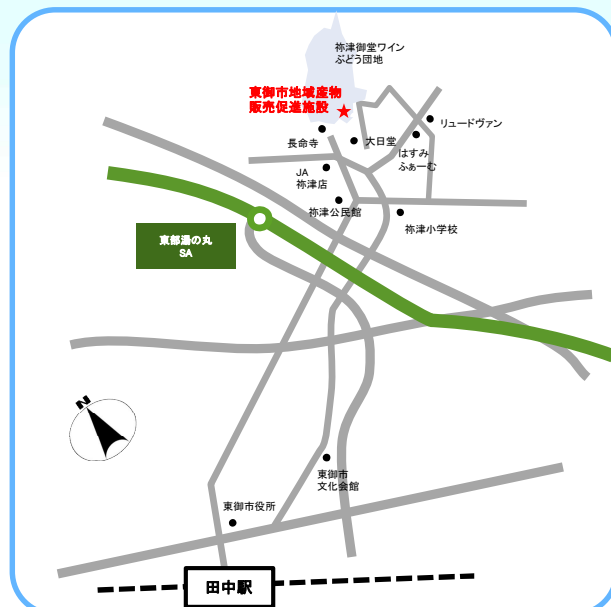 祢津御堂ワイン
ぶどう団地
東御市地域産物
販売促進施設
リュードヴァン
長命寺
大日堂
はすみ
ふぁーむ
JA
祢津店
祢津公民館
祢津小学校
東部湯の丸
SA
N
東御市
文化会館
東御市役所
田中駅